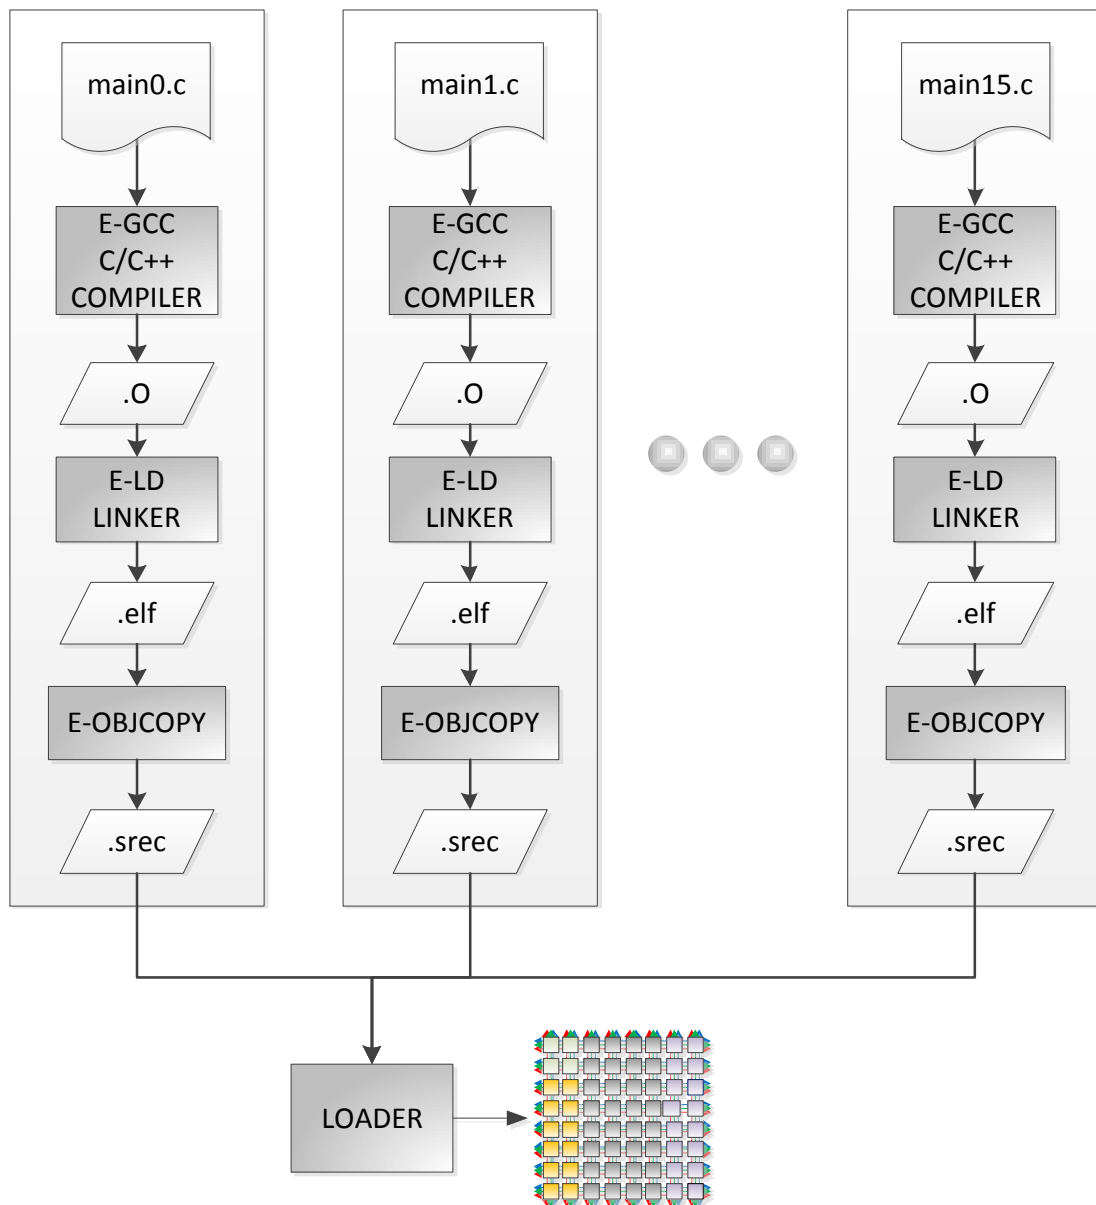 main0.c
E-GCC
C/C++
COMPILER
.O
E-LD
LINKER
.elf
E-OBJCOPY
.srec
main1.c
E-GCC
C/C++
COMPILER
.O
E-LD
LINKER
.elf
E-OBJCOPY
.srec
main15.c
E-GCC
C/C++
COMPILER
.O
E-LD
LINKER
.elf
E-OBJCOPY
.srec
LOADER